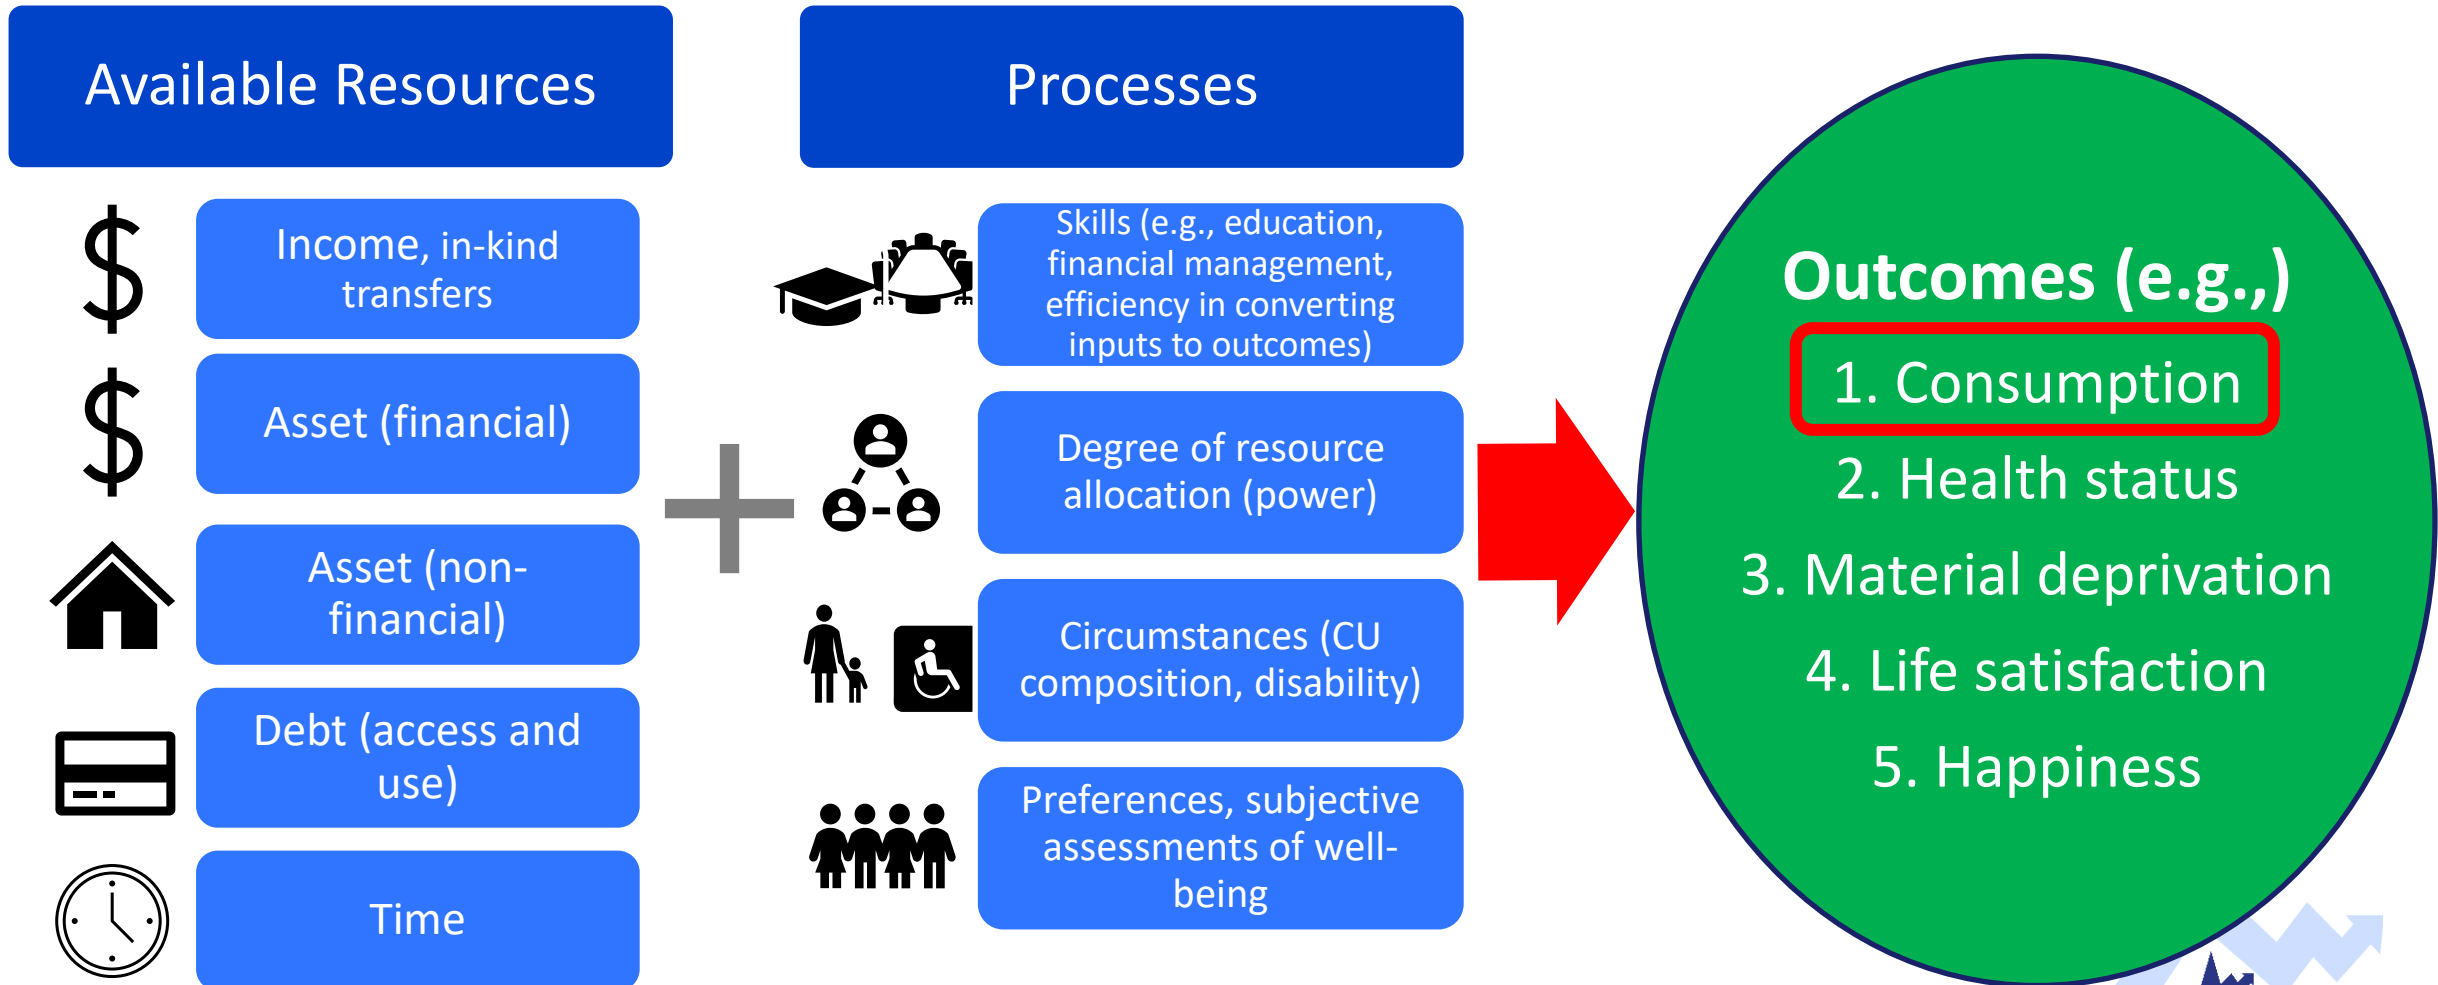 Available Resources
Income, in-kind
transfers
Asset (financial)
Asset (non-
financial)
Debt (access and
use)
Time
Processes
Skills (e.g., education,
financial management,
efficiency in converting
inputs to outcomes)
Degree of resource
allocation (power)
Circumstances (CU
composition, disability)
Preferences, subjective
assessments of well-
being
Outcomes (e.g.,)
1. Consumption
2. Health status
3. Material deprivation
4. Life satisfaction
5. Happiness